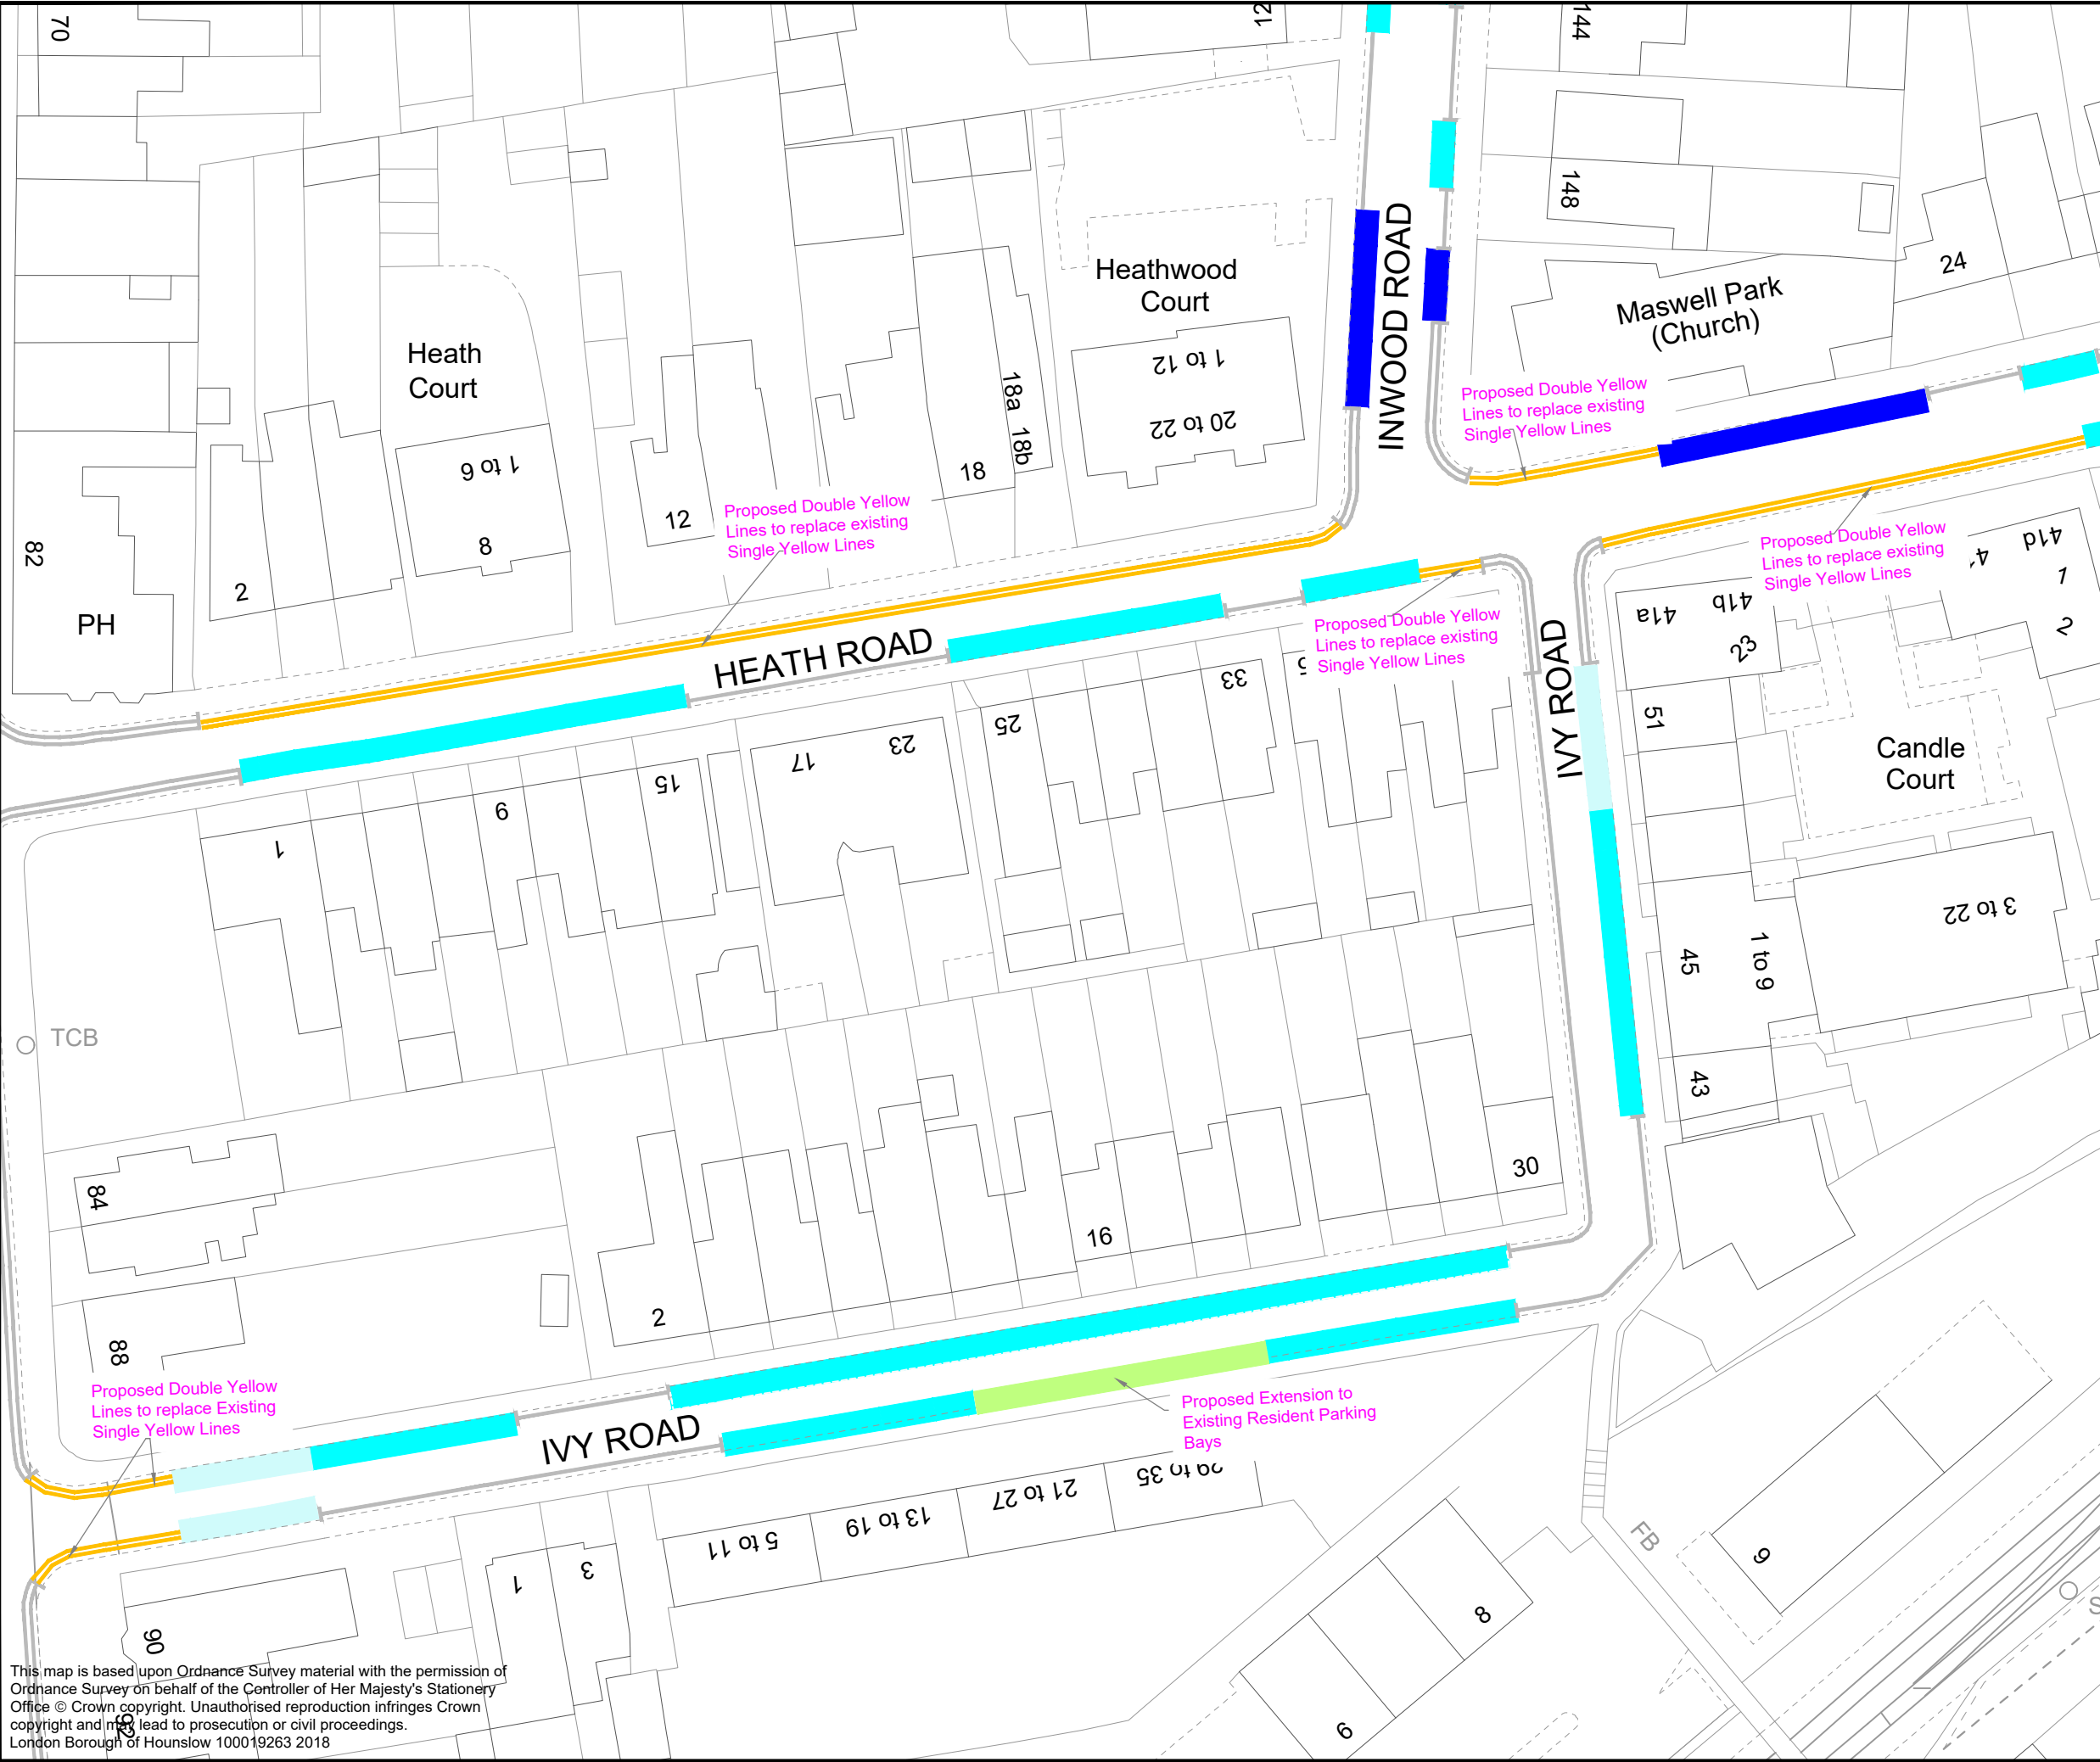 70
12
144
148
24
Heathwood
Court
INWOOD ROAD
Maswell Park
(Church)
Heath
Court
1 to 12
20 to 22
18a
18b
18
1 to 6
8
12
2
82
PH
Proposed Double Yellow
Lines to replace existing
Single Yellow Lines
Proposed Double Yellow
Lines to replace existing
Single Yellow Lines
Proposed Double Yellow
Lines to replace existing
Single Yellow Lines
Proposed Double Yellow
Lines to replace existing
Single Yellow Lines
HEATH ROAD
IVY ROAD
41a
41b
41d
1
2
23
51
Candle
Court
33
25
23
17
15
9
1
3 to 22
1 to 9
45
43
TCB
84
88
30
16
2
Proposed Double Yellow
Lines to replace Existing
Single Yellow Lines
IVY ROAD
Proposed Extension to
Existing Resident Parking
Bays
29 to 35
21 to 27
13 to 19
5 to 11
3
1
90
92
FB
8
This map is based upon Ordnance Survey material with the permission of
Ordnance Survey on behalf of the Controller of Her Majesty's Stationery
Office © Crown copyright. Unauthorised reproduction infringes Crown
copyright and may lead to prosecution or civil proceedings.
London Borough of Hounslow 100019263 2018